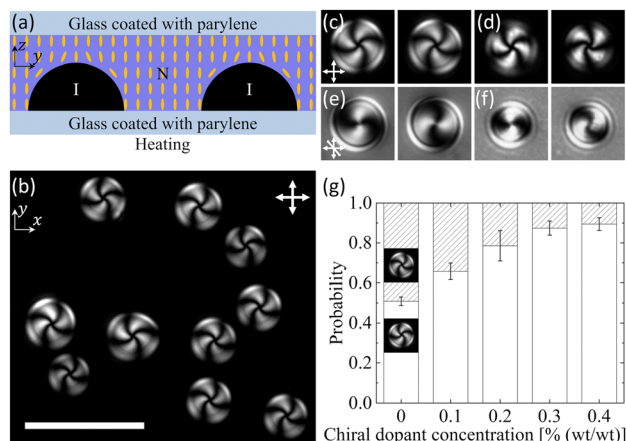 (a)
Glass coated with parylene
z
y
N
I
I
Glass coated with parylene
Heating
(b)
y
x
(c)
(d)
(e)
(f)
(g)
Probability
1.0
0.8
0.6
0.4
0.2
0.0
0 0.1 0.2 0.3 0.4
Chiral dopant concentration [% (wt/wt)]